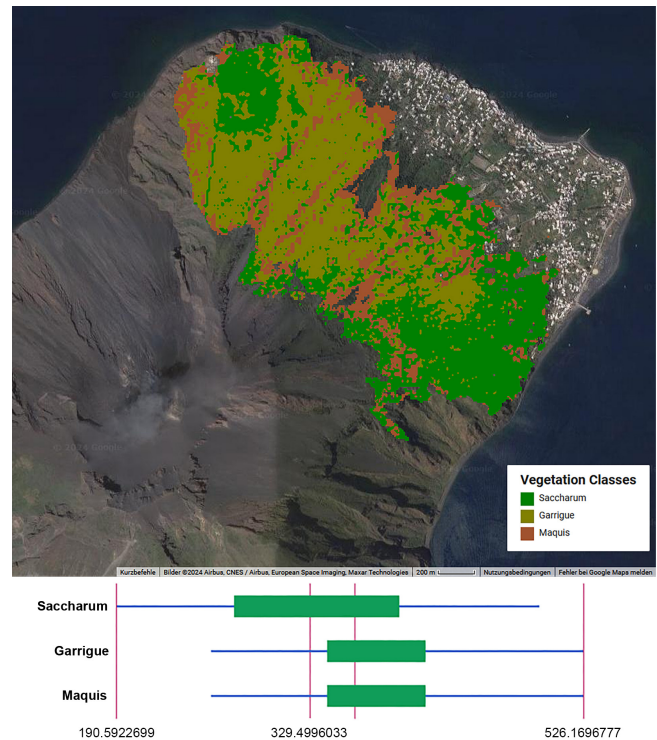 Vegetation Classes
Saccharum
Garrigue
Maquis
Kurzbefehle Bilder ©2024 Airbus, CNES / Airbus, European Space Imaging, Maxar Technologies 200 m Nutzungsbedingungen Fehler bei Google Maps melden
Saccharum
Garrigue
Maquis
190.5922699 329.4996033 526.1696777